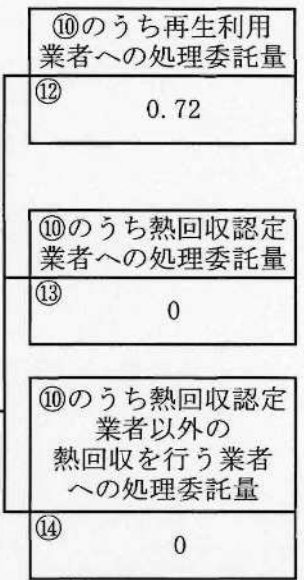 ⑩のうち再生利用
業者への処理委託量
⑫
0.72
⑩のうち熱回収認定
業者への処理委託量
⑬
0
⑩のうち熱回収認定
業者以外の
熱回収を行う業者
への処理委託量
⑭
0